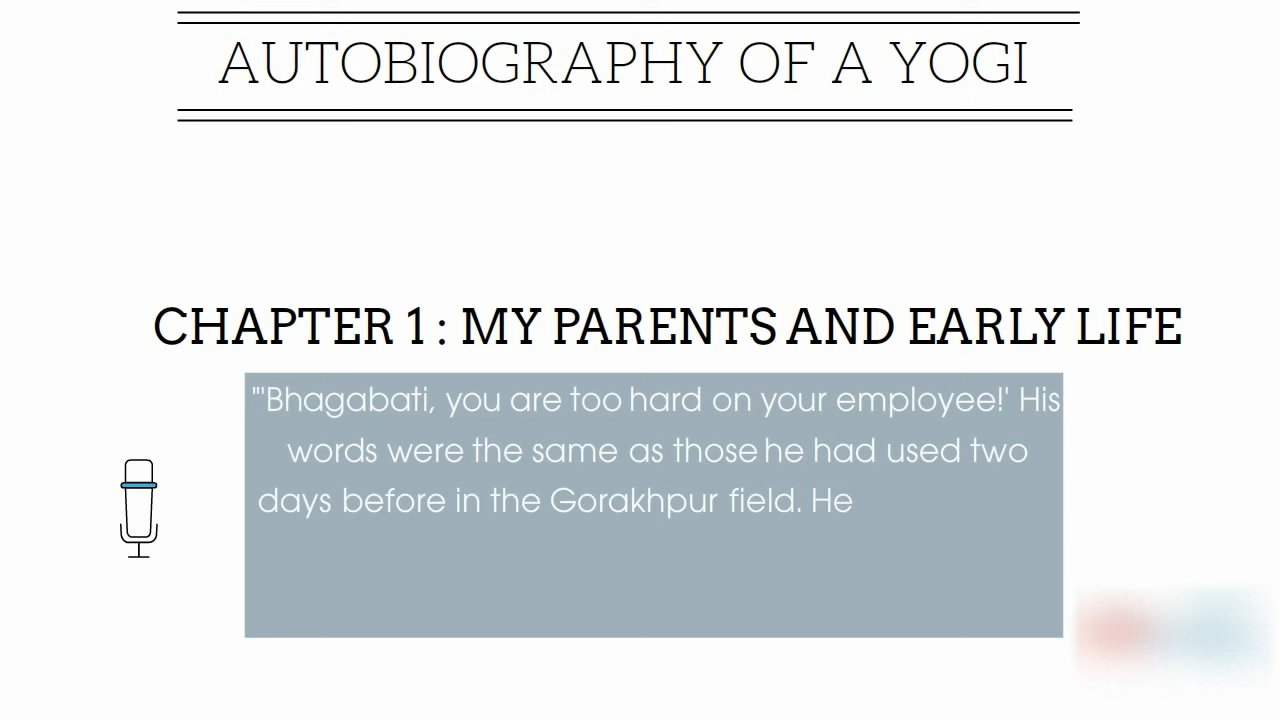 AUTOBIOGRAPHY OF A YOGI
CHAPTER 1 : MY PARENTS AND EARLY LIFE
"'Bhagabati, you are too hard on your employee!' His
words were the same as those he had used two
days before in the Gorakhpur field. He